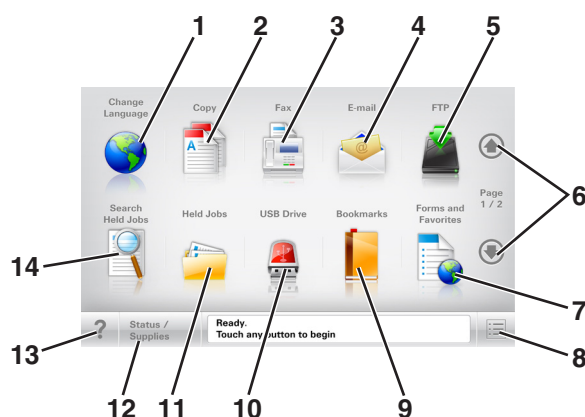 1 2 3 4 5
Change
Language
Copy
Fax
E-mail
FTP
A
@
6
Page
1 / 2
Search
Held Jobs
Held Jobs
USB Drive
Bookmarks
Forms and
Favorites
14
7
?
Status /
Supplies
Ready.
Touch any button to begin
13 12 11 10 9 8